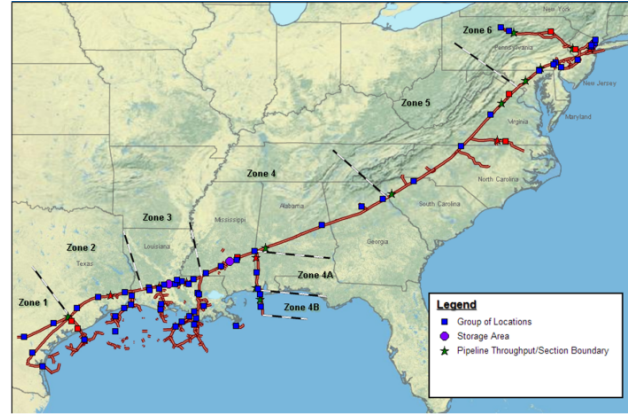 New York
Zone 6
Pennsylvania
New Jersey
Zone 5
Maryland
Virginia
Zone 4
North Carolina
Zone 3
Mississippi
Alabama
South Carolina
Georgia
Zone 2
Louisiana
Texas
Zone 4A
Zone 1
Zone 4B
Legend
Group of Locations
Storage Area
Pipeline Throughput/Section Boundary